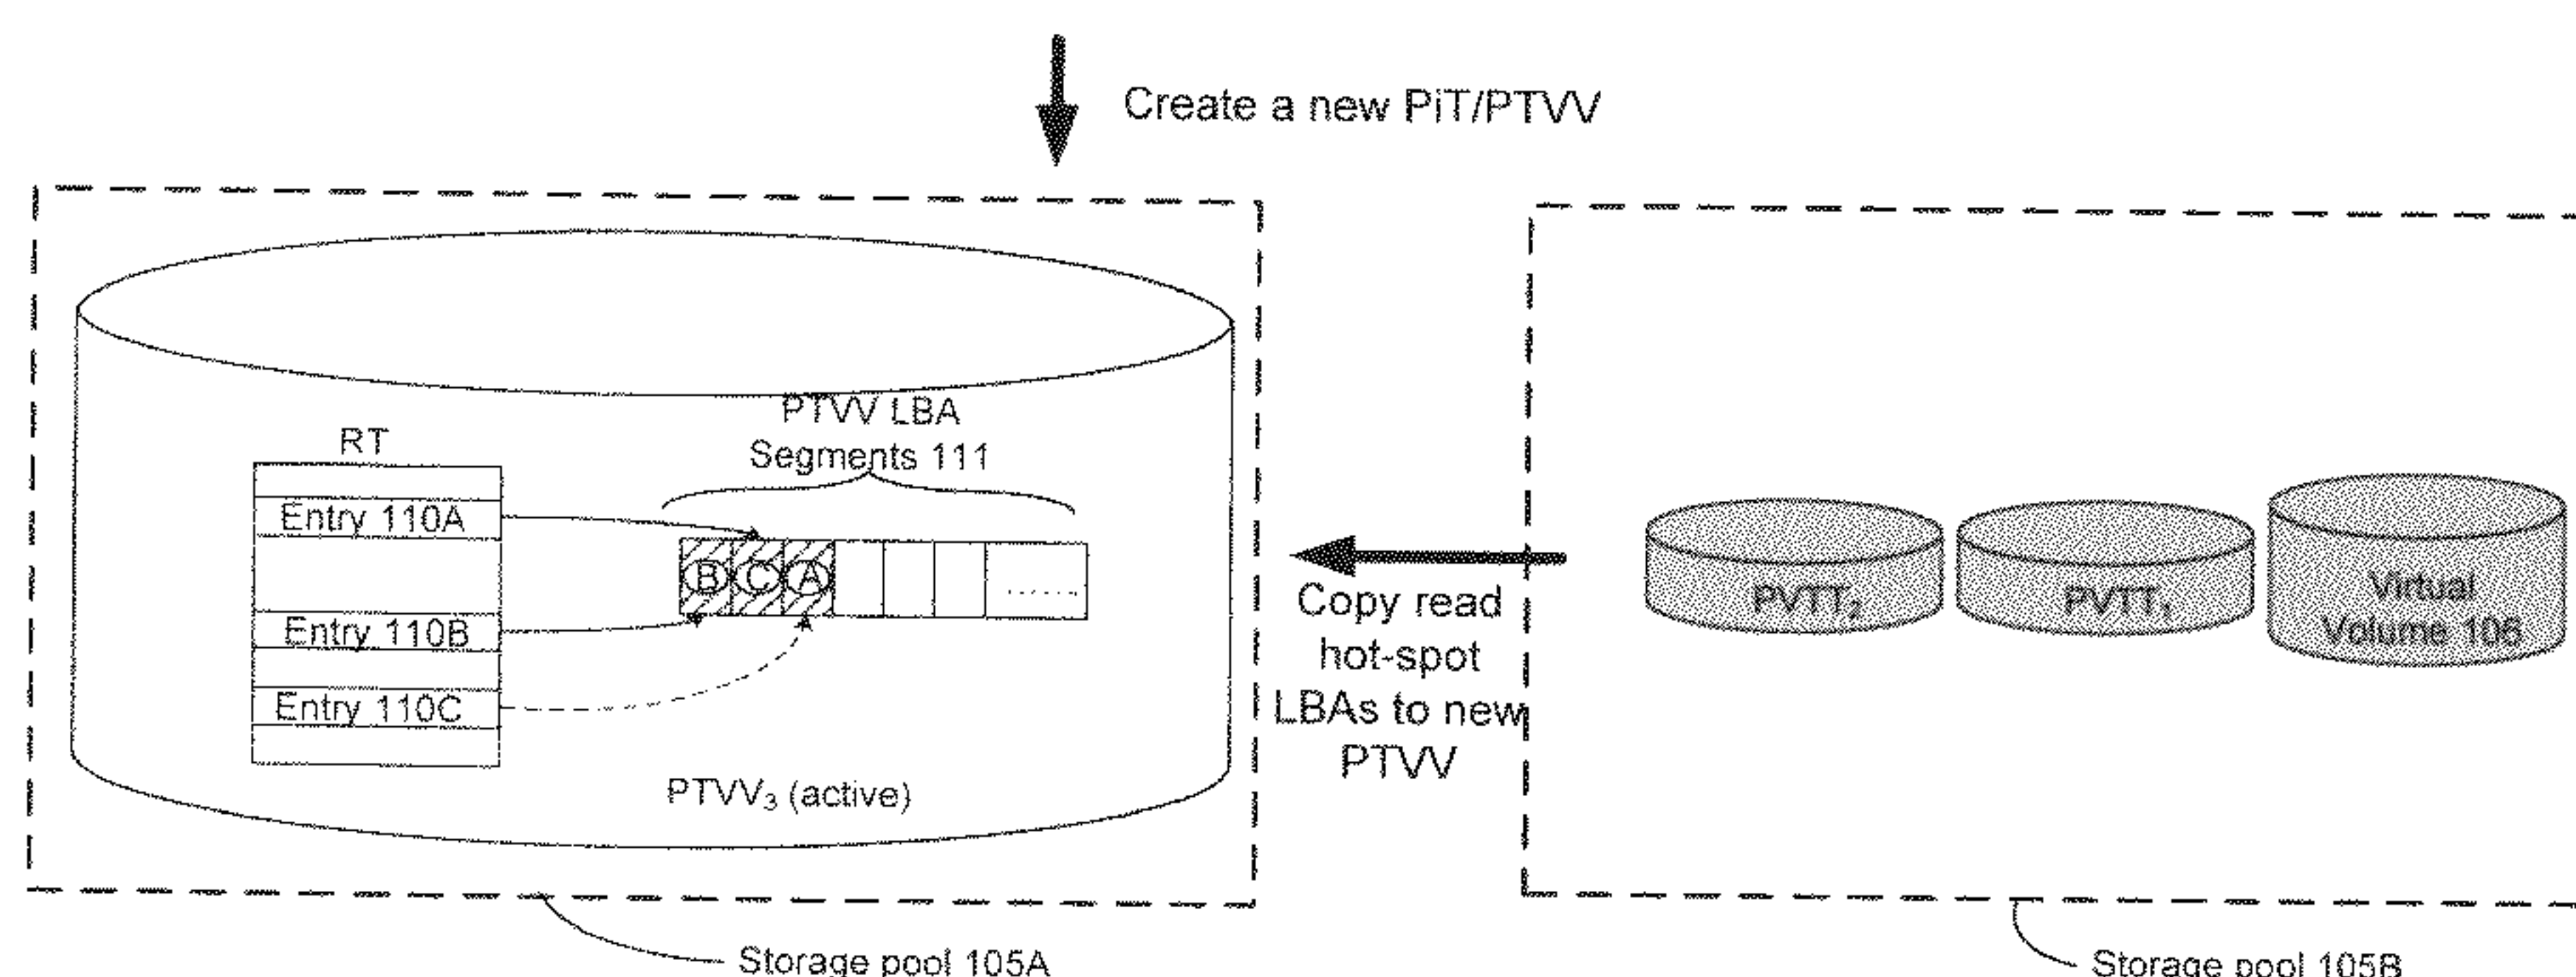 Create a new PiT/PTVV
PTVV LBA
Segments 111
RT
Entry 110A
B C A
.......
Entry 110B
Entry 110C
PTVV₃ (active)
Storage pool 105A
Copy read
hot-spot
LBAs to new
PTVV
PVTT₂
PVTT₁
Virtual
Volume 106
Storage pool 105B